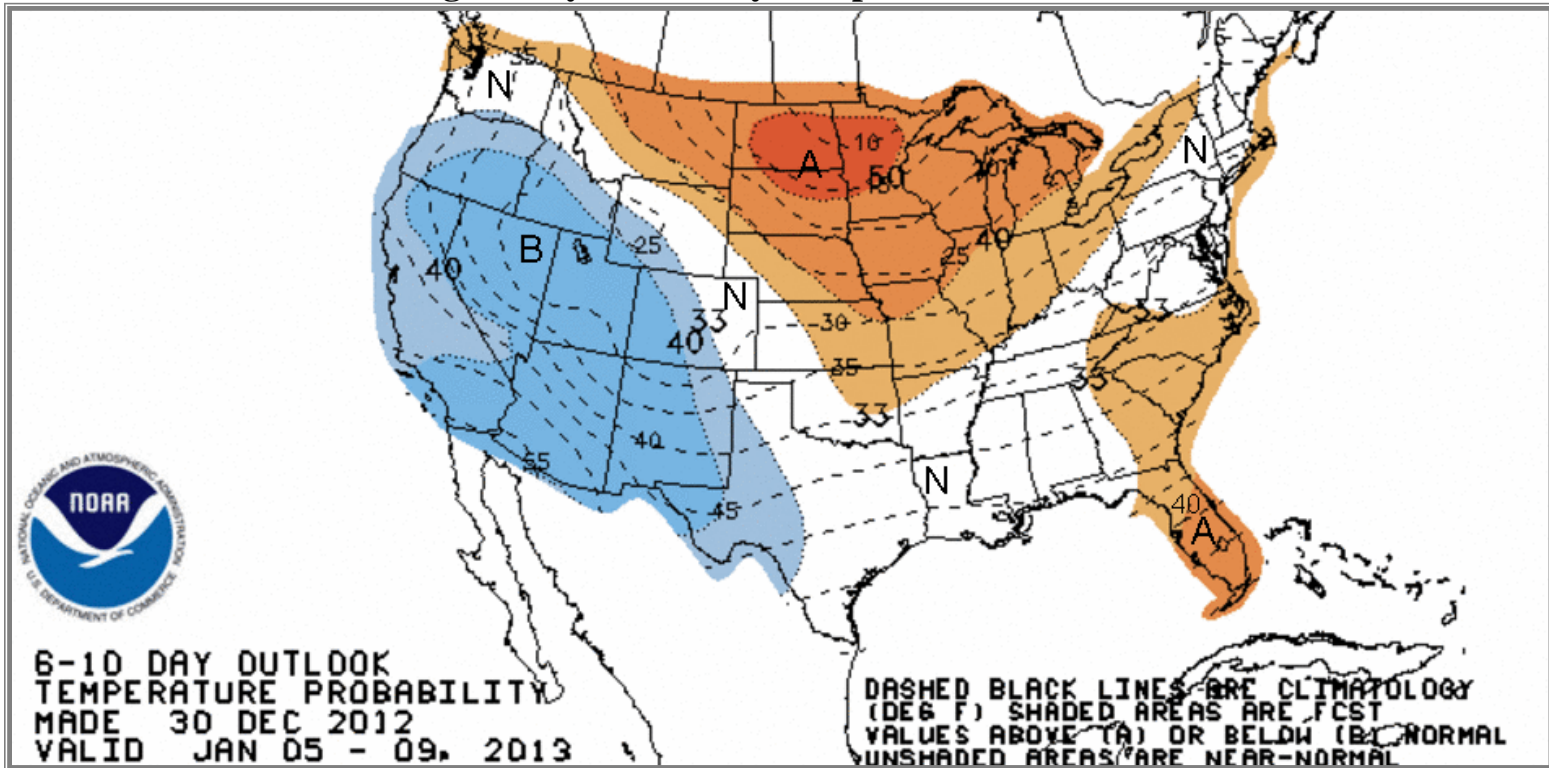 35
N
10
A
50
15
20
N
B
25
40
40
25
N
33
30
33
40
35
33
33
40
N
55
45
40
A
NOAA
NATIONAL OCEANIC AND ATMOSPHERIC ADMINISTRATION
U.S. DEPARTMENT OF COMMERCE
6-10 DAY OUTLOOK
TEMPERATURE PROBABILITY
MADE 30 DEC 2012
VALID JAN 05 - 09, 2013
DASHED BLACK LINES ARE CLIMATOLOGY
(DEG F) SHADED AREAS ARE FCST
VALUES ABOVE (A) OR BELOW (B) NORMAL
UNSHADED AREAS ARE NEAR-NORMAL